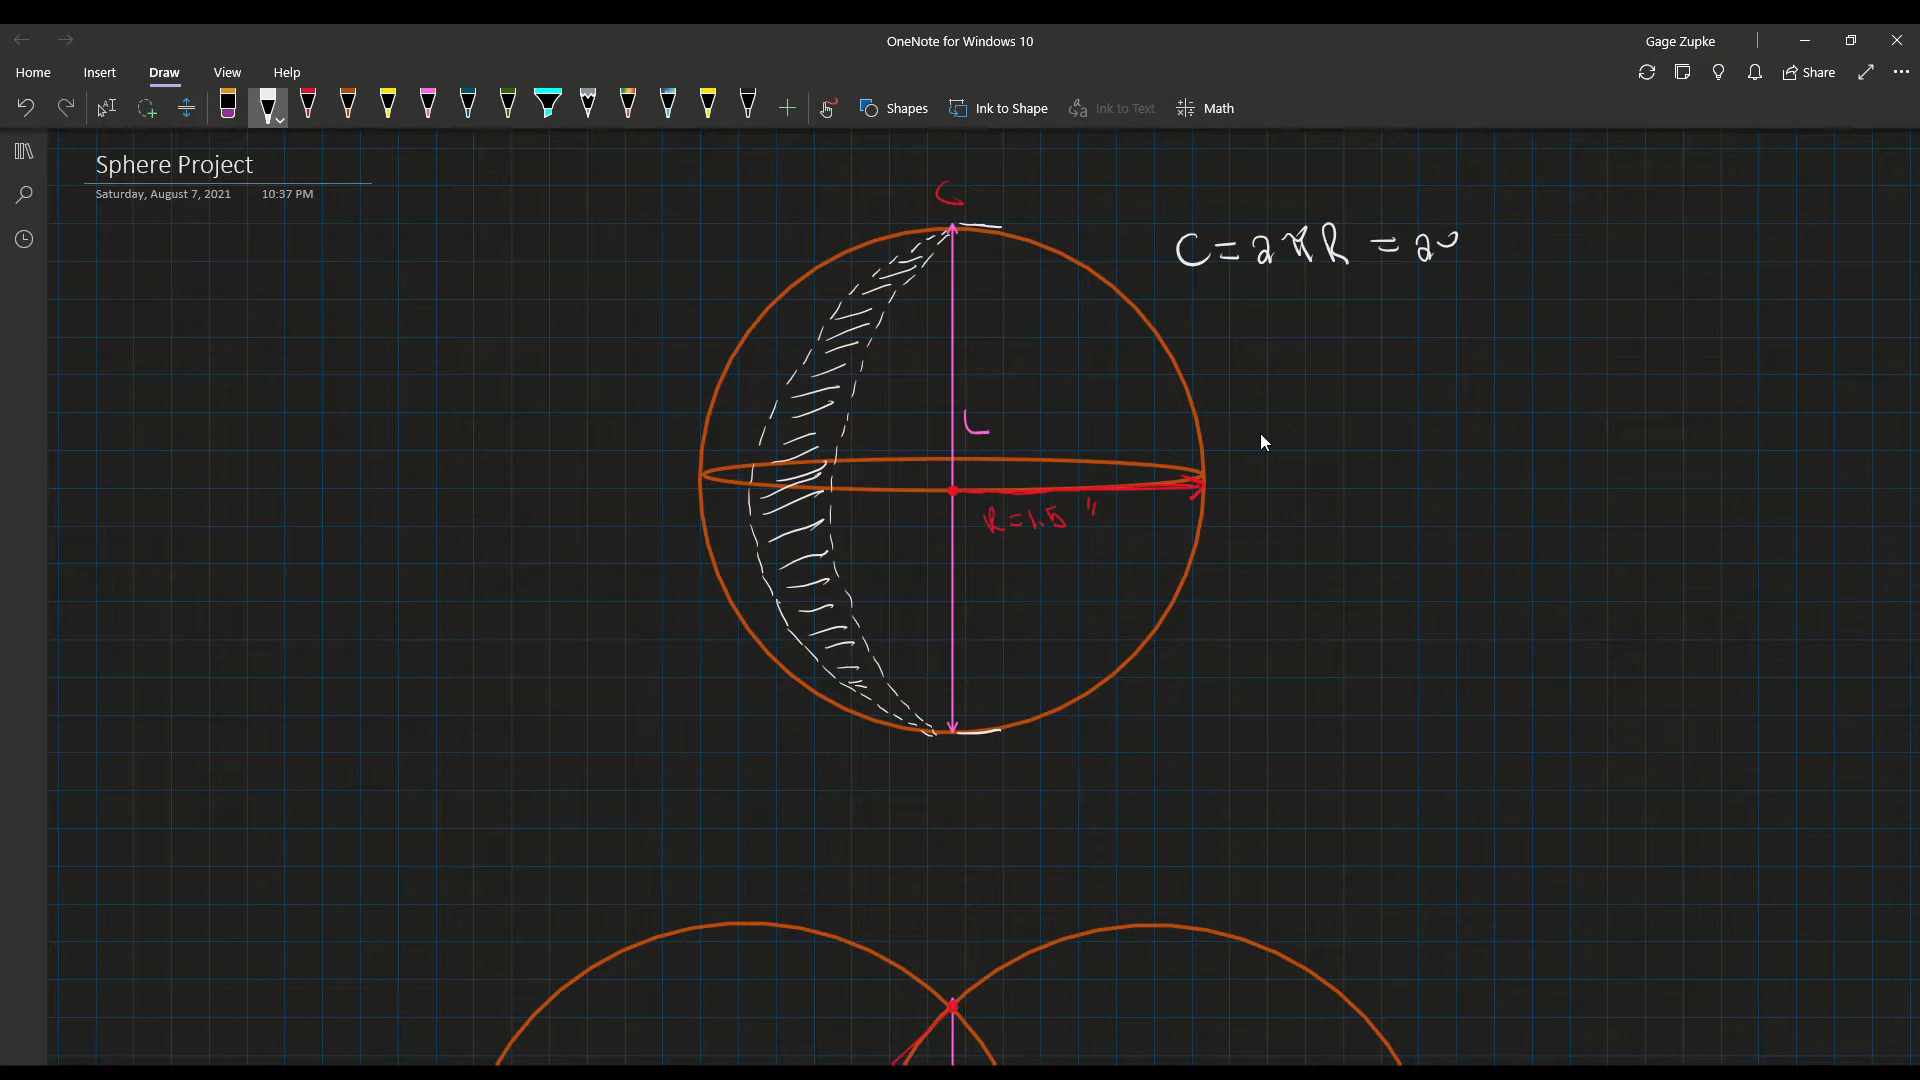 OneNote for Windows 10
Gage Zupke
Home Insert Draw View Help
Share
Shapes Ink to Shape Ink to Text Math
Sphere Project
Saturday, August 7, 2021 10:37 PM
C
C = 2πR = 2
L
R = 1.5 "